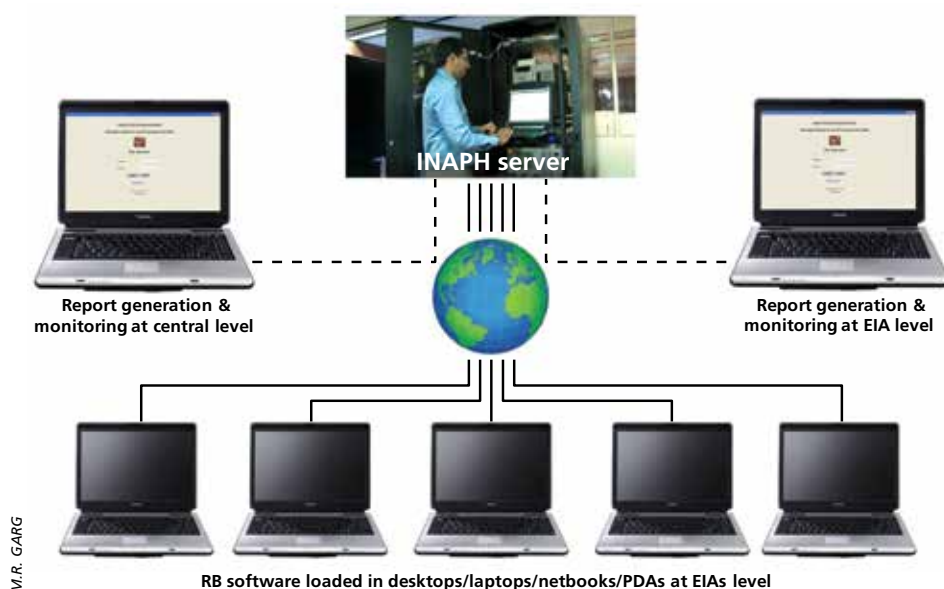 INAPH server
Report generation &
monitoring at central level
Report generation &
monitoring at EIA level
RB software loaded in desktops/laptops/netbooks/PDAs at EIAs level
M.R. GARG